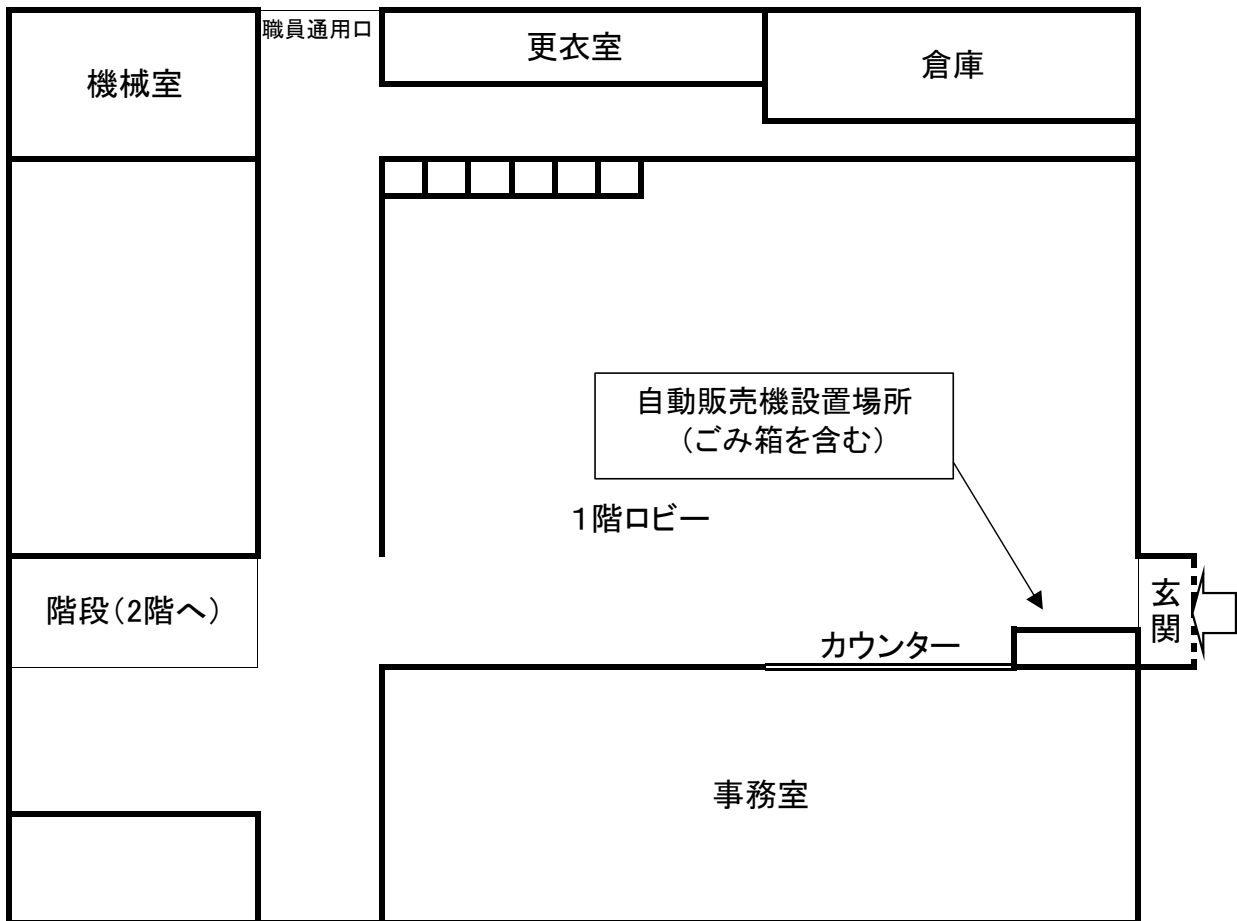 職員通用口
機械室
更衣室
倉庫
自動販売機設置場所
（ごみ箱を含む）
１階ロビー
階段（2階へ）
玄
関
カウンター
事務室